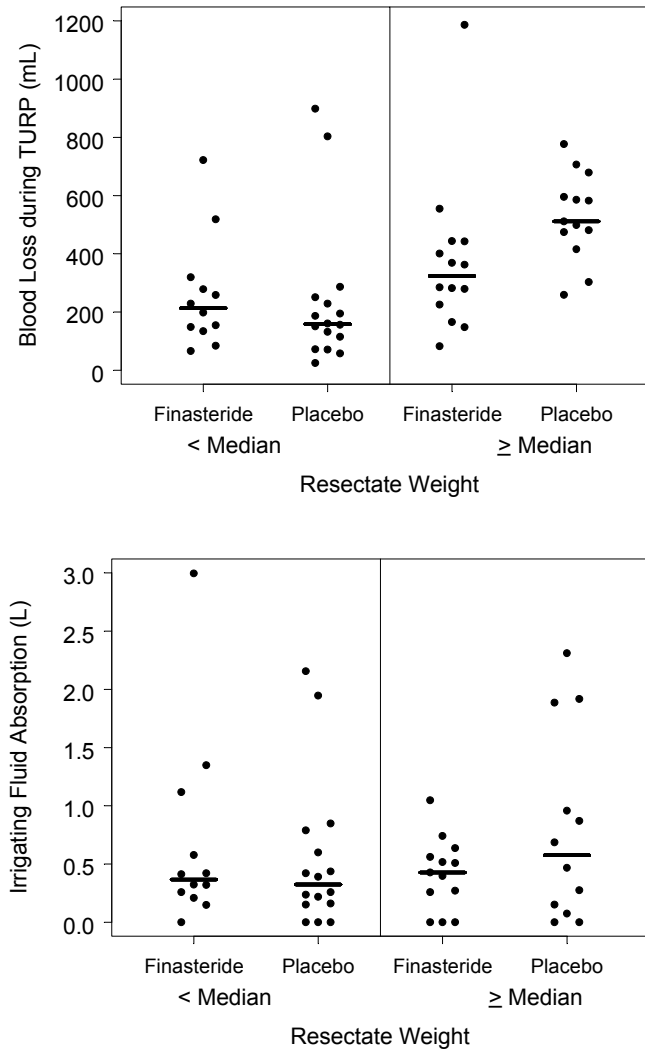 1200
1000
800
600
400
200
0
Blood Loss during TURP (mL)
Finasteride Placebo Finasteride Placebo
< Median ≥ Median
Resectate Weight
3.0
2.5
2.0
1.5
1.0
0.5
0.0
Irrigating Fluid Absorption (L)
Finasteride Placebo Finasteride Placebo
< Median ≥ Median
Resectate Weight